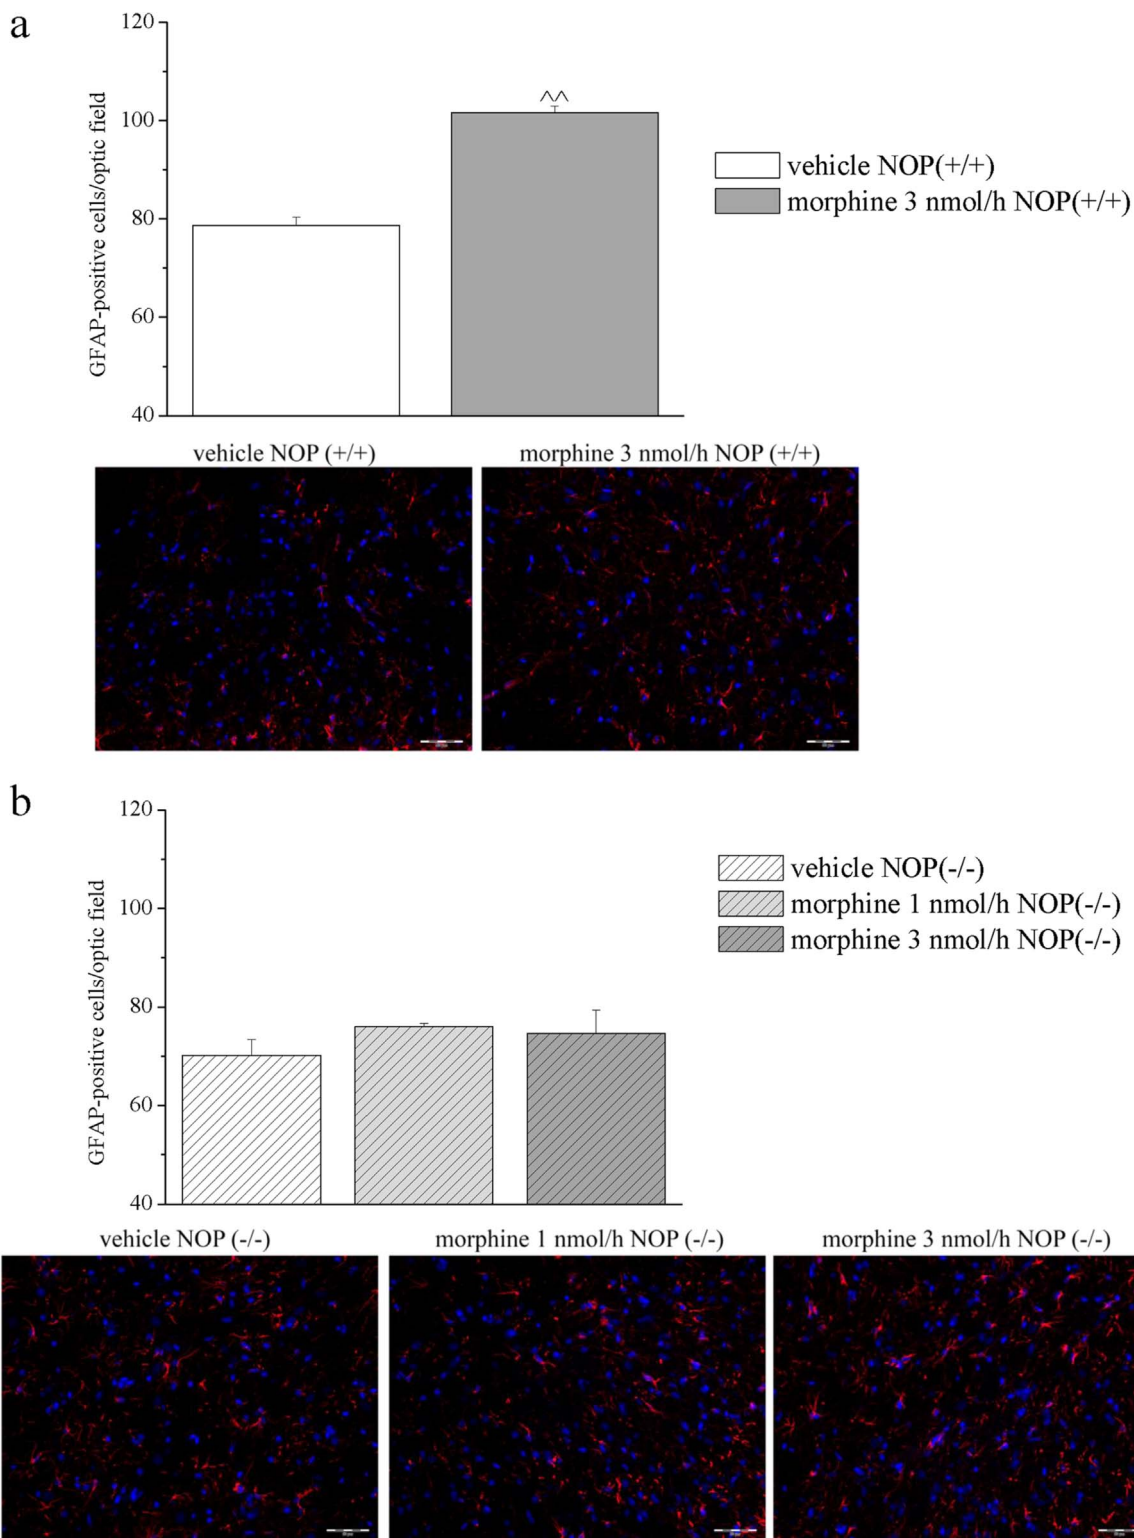 a
120
100
80
60
40
GFAP-positive cells/optic field
^^
vehicle NOP(+/+)
morphine 3 nmol/h NOP(+/+)
vehicle NOP (+/+)
morphine 3 nmol/h NOP (+/+)
b
120
100
80
60
40
GFAP-positive cells/optic field
vehicle NOP(-/-)
morphine 1 nmol/h NOP(-/-)
morphine 3 nmol/h NOP(-/-)
vehicle NOP (-/-)
morphine 1 nmol/h NOP (-/-)
morphine 3 nmol/h NOP (-/-)